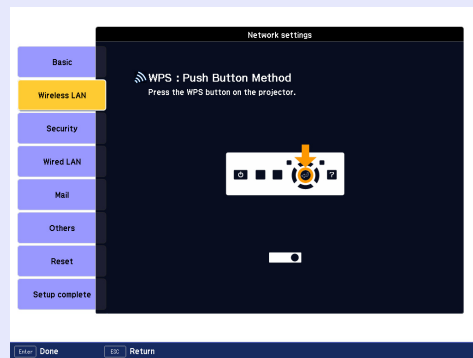 Network settings
Basic
Wireless LAN
Security
Wired LAN
Mail
Others
Reset
Setup complete
WPS : Push Button Method
Press the WPS button on the projector.
?
Enter Done
ESC Return